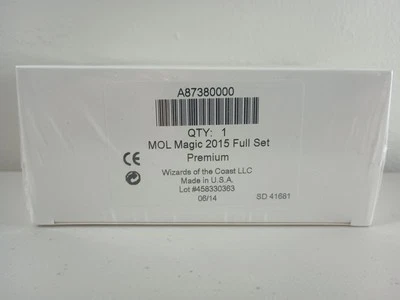 A87380000
QTY: 1
MOL Magic 2015 Full Set
Premium
CE
Wizards of the Coast LLC
Made in U.S.A.
Lot #458330363
06/14
SD 41681